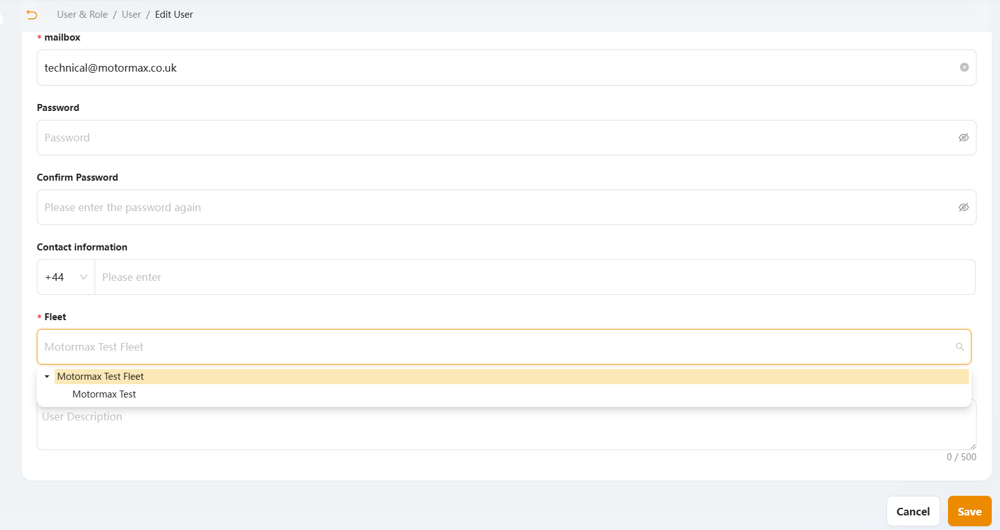 User & Role / User / Edit User
* mailbox
technical@motormax.co.uk
Password
Password
Confirm Password
Please enter the password again
Contact information
+44 Please enter
* Fleet
Motormax Test Fleet
Motormax Test Fleet
Motormax Test
User Description
0 / 500
Cancel Save